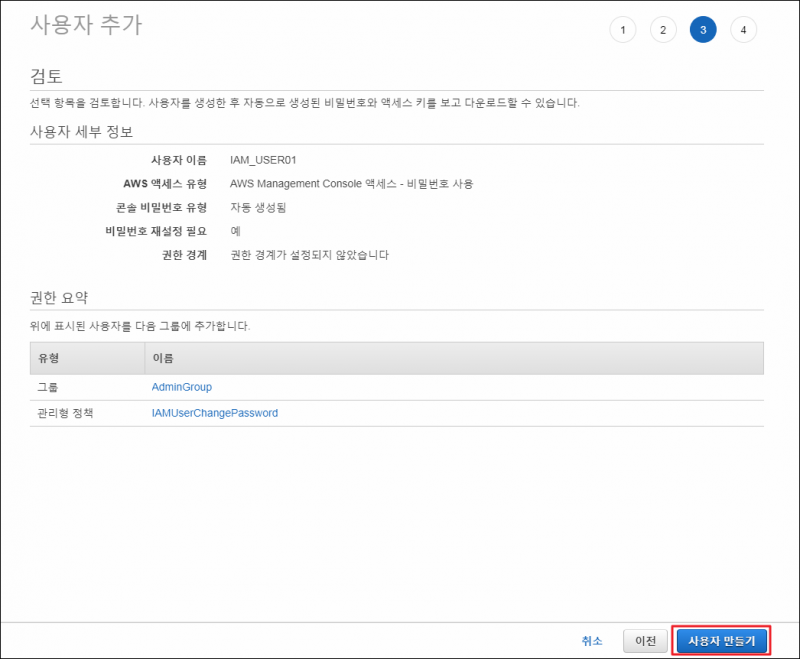 사용자 추가
1 2 3 4
검토
선택 항목을 검토합니다. 사용자를 생성한 후 자동으로 생성된 비밀번호와 액세스 키를 보고 다운로드할 수 있습니다.
사용자 세부 정보
사용자 이름 IAM_USER01
AWS 액세스 유형 AWS Management Console 액세스 - 비밀번호 사용
콘솔 비밀번호 유형 자동 생성됨
비밀번호 재설정 필요 예
권한 경계 권한 경계가 설정되지 않았습니다
권한 요약
위에 표시된 사용자를 다음 그룹에 추가합니다.
유형 이름
그룹 AdminGroup
관리형 정책 IAMUserChangePassword
취소 이전 사용자 만들기